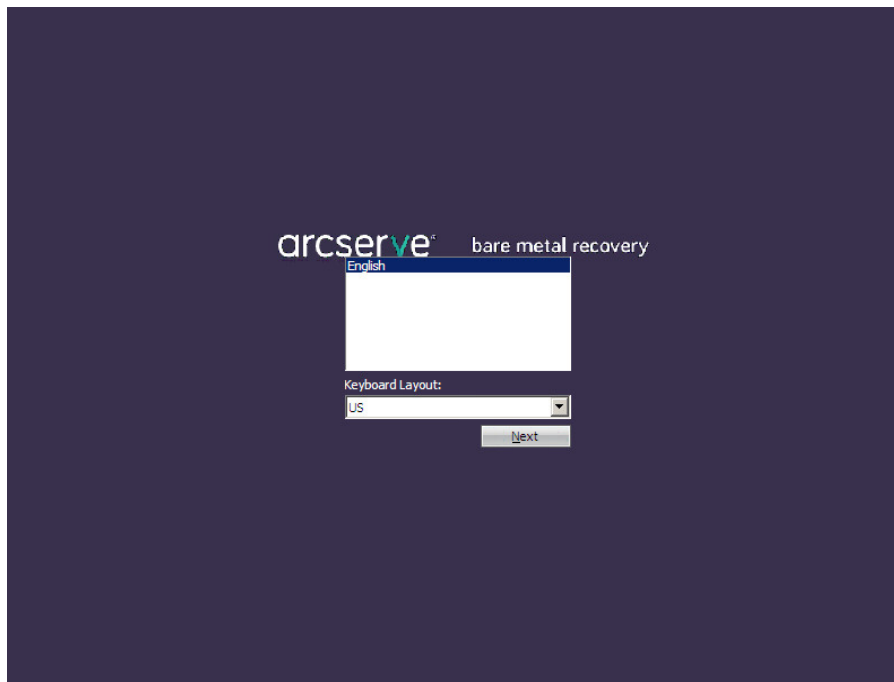 arcserve® bare metal recovery
English
Keyboard Layout:
US
Next